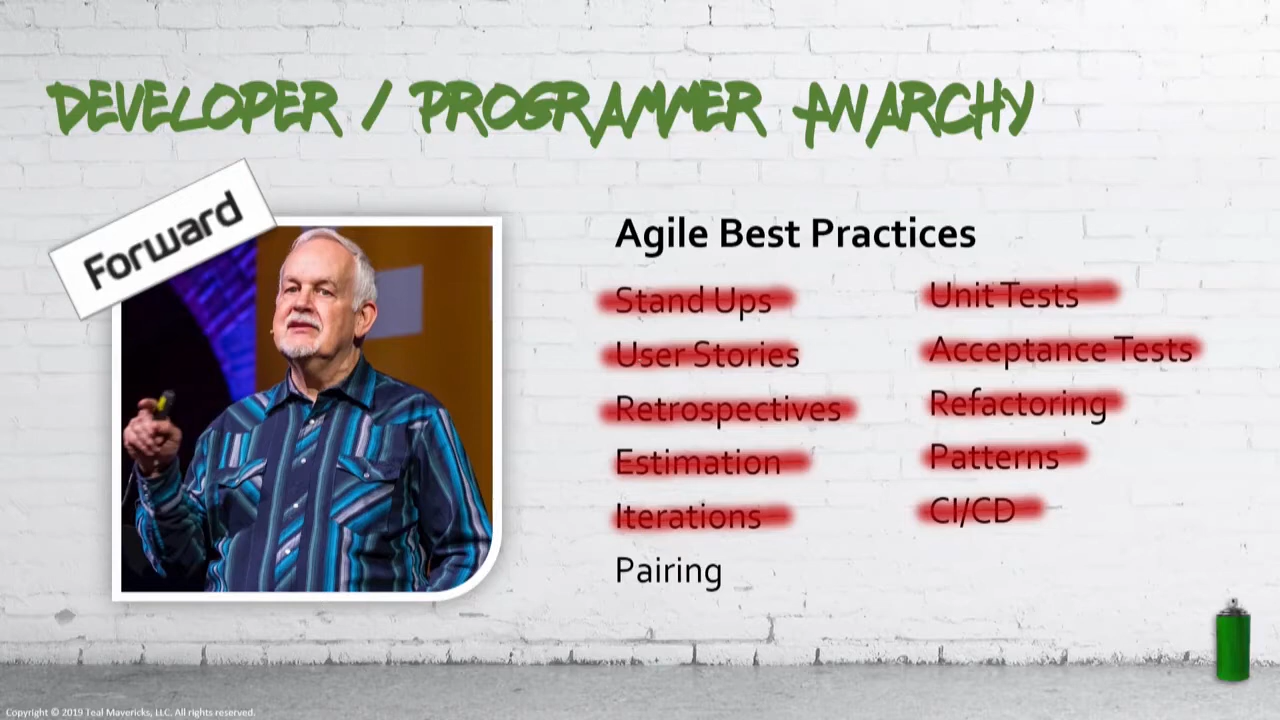 DEVELOPER / PROGRAMMER ANARCHY
Forward
Agile Best Practices
Stand Ups
User Stories
Retrospectives
Estimation
Iterations
Pairing
Unit Tests
Acceptance Tests
Refactoring
Patterns
CI/CD
Copyright © 2019 Teal Mavericks, LLC. All rights reserved.